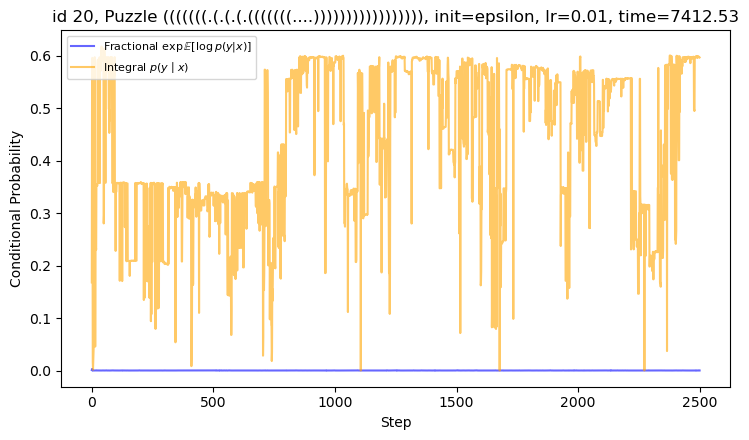 id 20, Puzzle (((((((.(.(.(.(((((((....))))))))))))))))), init=epsilon, lr=0.01, time=7412.53
Fractional exp 𝔼[log p(y|x)]
Integral p(y | x)
Conditional Probability
0.6
0.5
0.4
0.3
0.2
0.1
0.0
0
500
1000
1500
2000
2500
Step